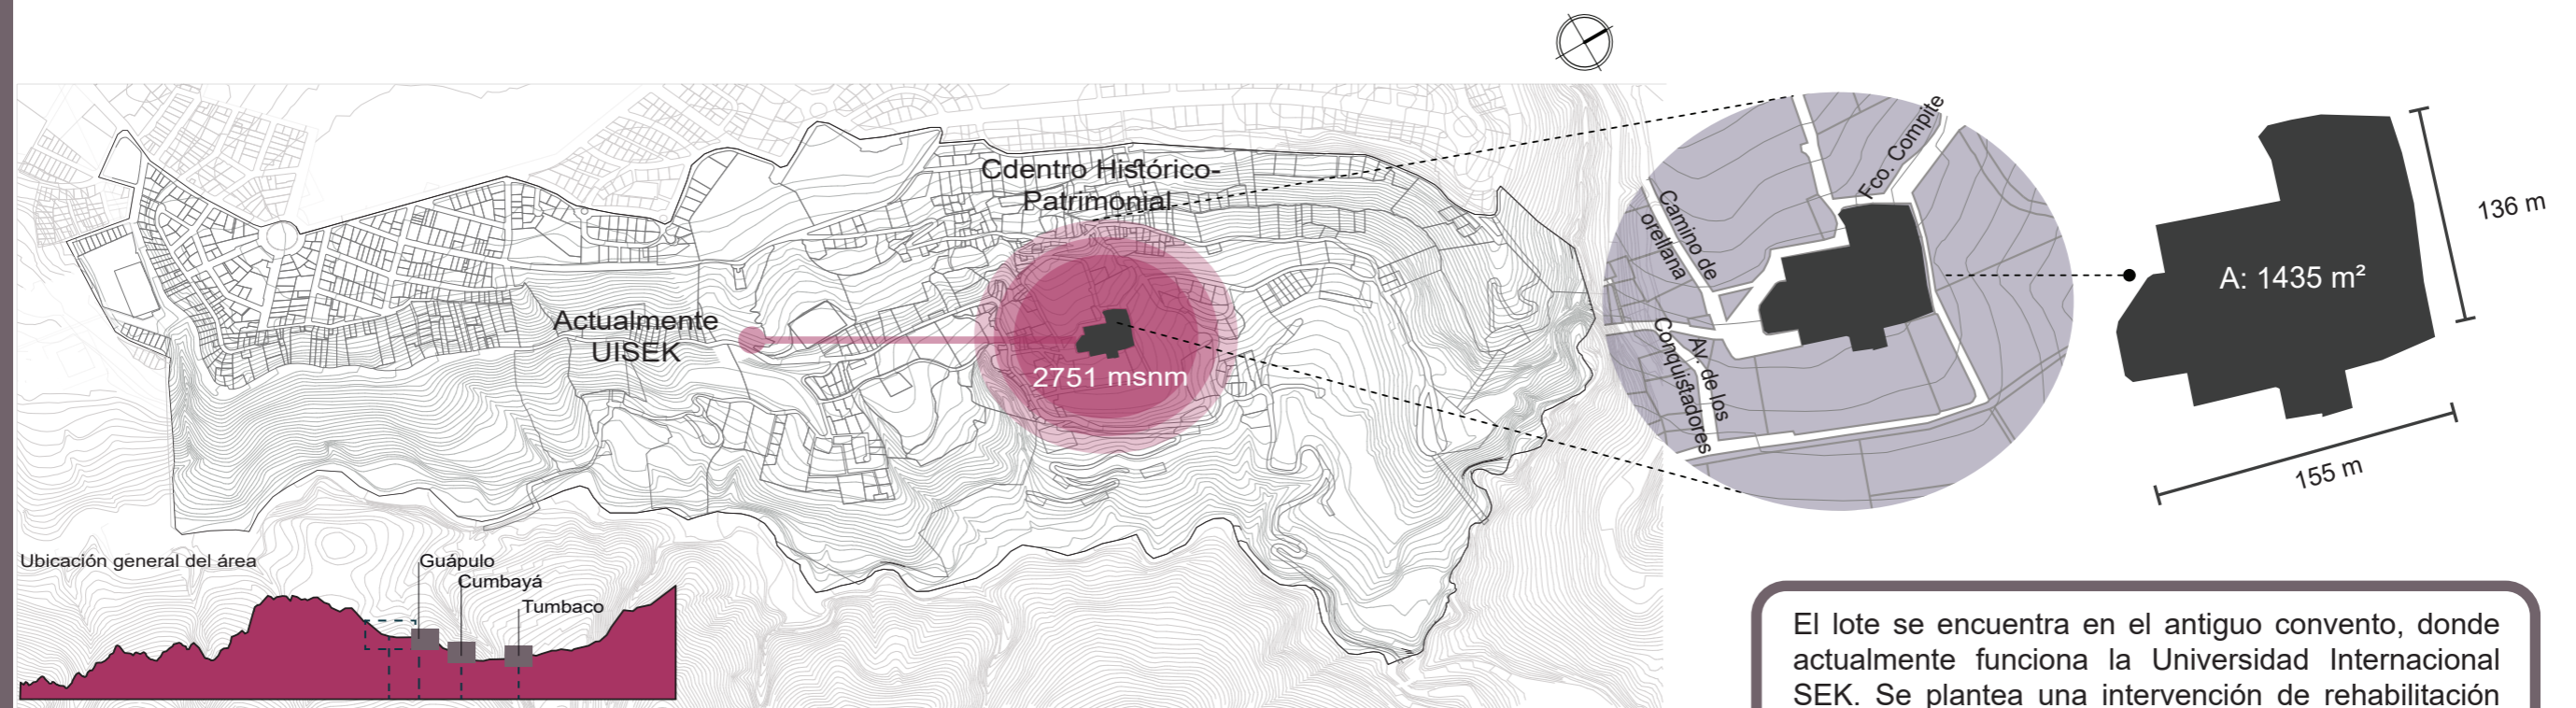 Cdentro Histórico-
Patrimonial
Actualmente
UISEK
2751 msnm
Camino de
orellana
Fco. Compite
Av. de los
Conquistadores
A: 1435 m²
136 m
155 m
Ubicación general del área
Guápulo
Cumbayá
Tumbaco
El lote se encuentra en el antiguo convento, donde
actualmente funciona la Universidad Internacional
SEK. Se plantea una intervención de rehabilitación